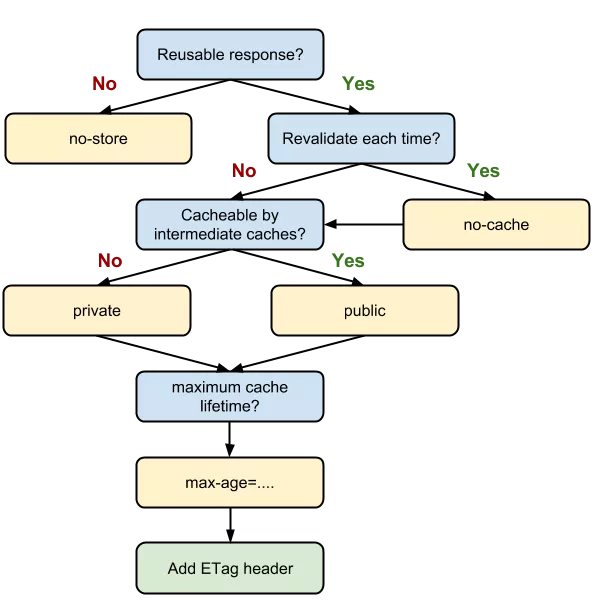 Reusable response?
No
Yes
no-store
Revalidate each time?
No
Yes
Cacheable by
intermediate caches?
no-cache
No
Yes
private
public
maximum cache
lifetime?
max-age=....
Add ETag header